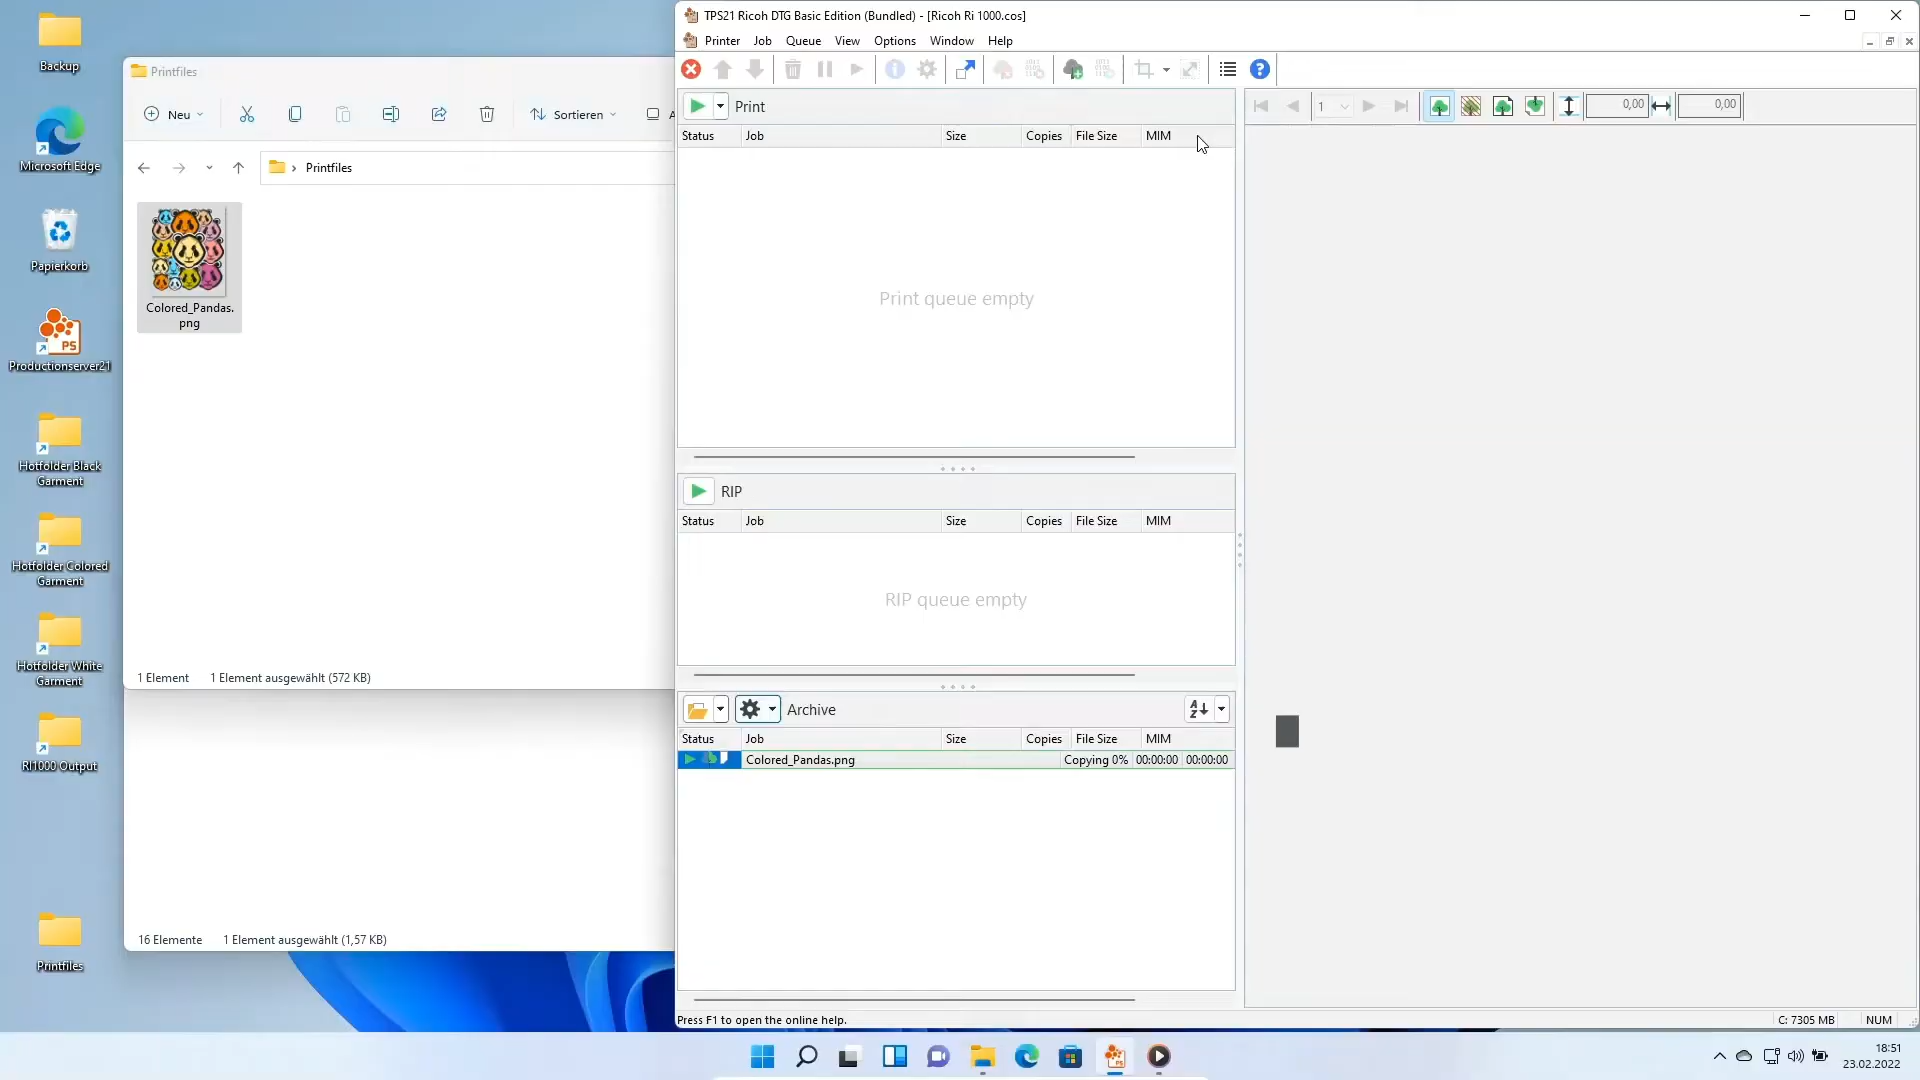 Backup
Microsoft Edge
Papierkorb
PS
Productionserver21
Hotfolder Black
Garment
Hotfolder Colored
Garment
Hotfolder White
Garment
RI1000 Output
Printfiles
Printfiles
Neu
Sortieren
A
Printfiles
Colored_Pandas.
png
1 Element
1 Element ausgewählt (572 KB)
16 Elemente
1 Element ausgewählt (1,57 KB)
TPS21 Ricoh DTG Basic Edition (Bundled) - [Ricoh Ri 1000.cos]
Printer Job Queue View Options Window Help
Print
Status Job Size Copies File Size MIM
Print queue empty
RIP
Status Job Size Copies File Size MIM
RIP queue empty
Archive
Status Job Size Copies File Size MIM
Colored_Pandas.png Copying 0% 00:00:00 00:00:00
1 0,00 0,00
Press F1 to open the online help.
C: 7305 MB NUM
18:51
23.02.2022